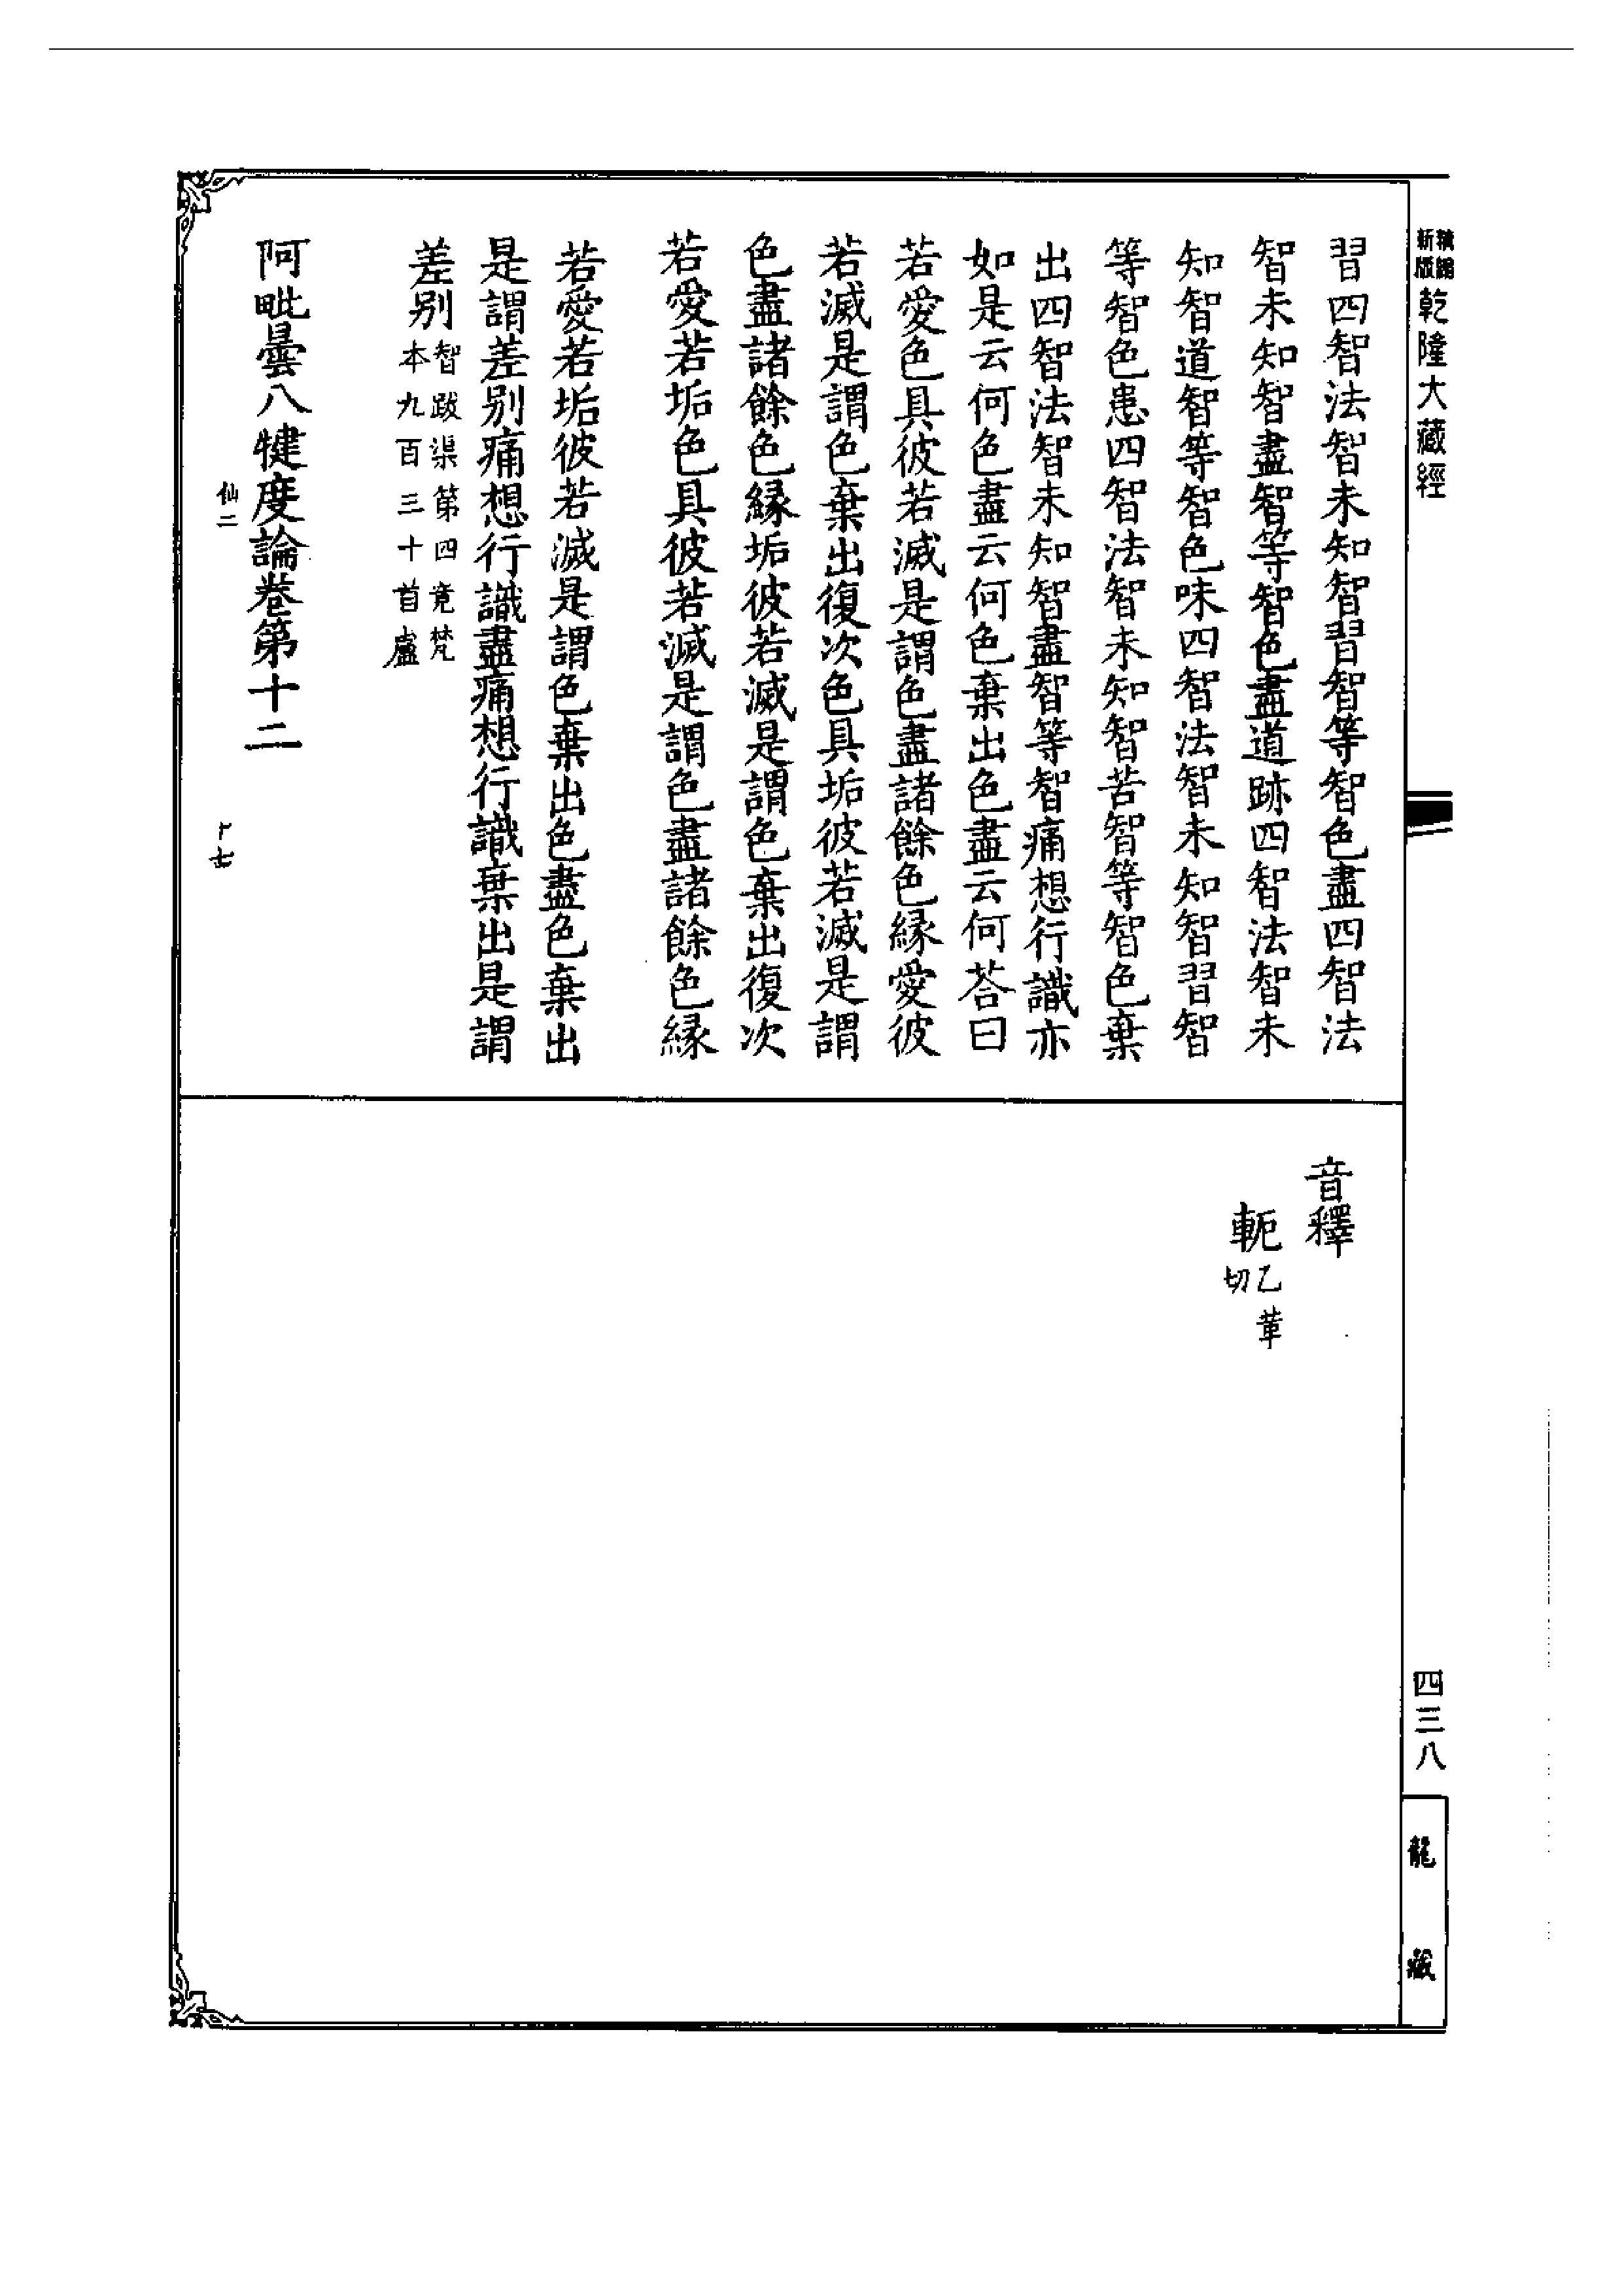 新編縮版乾隆大藏經
習四智法智未知智習智等智色盡四智法
智未知智盡智等智色盡道跡四智法智未
知智道智等智色味四智法智未知智習智
等智色患四智法智未知智苦智等智色棄
出四智法智未知智盡智等智痛想行識亦
如是云何色盡云何色棄出色盡云何荅曰
若愛色具彼若滅是謂色盡諸餘色緣愛彼
若滅是謂色棄出復次色具垢彼若滅是謂
色盡諸餘色緣垢彼若滅是謂色棄出復次
若愛若垢色具彼若滅是謂色盡諸餘色緣
若愛若垢彼若滅是謂色棄出色盡色棄出
是謂差別痛想行識盡痛想行識棄出是謂
差別
智跋渠第四竟梵
本九百三十首盧
阿毗曇八犍度論卷第十二
仙二
十七
音釋
軛
乙革
切
四三八
龍藏